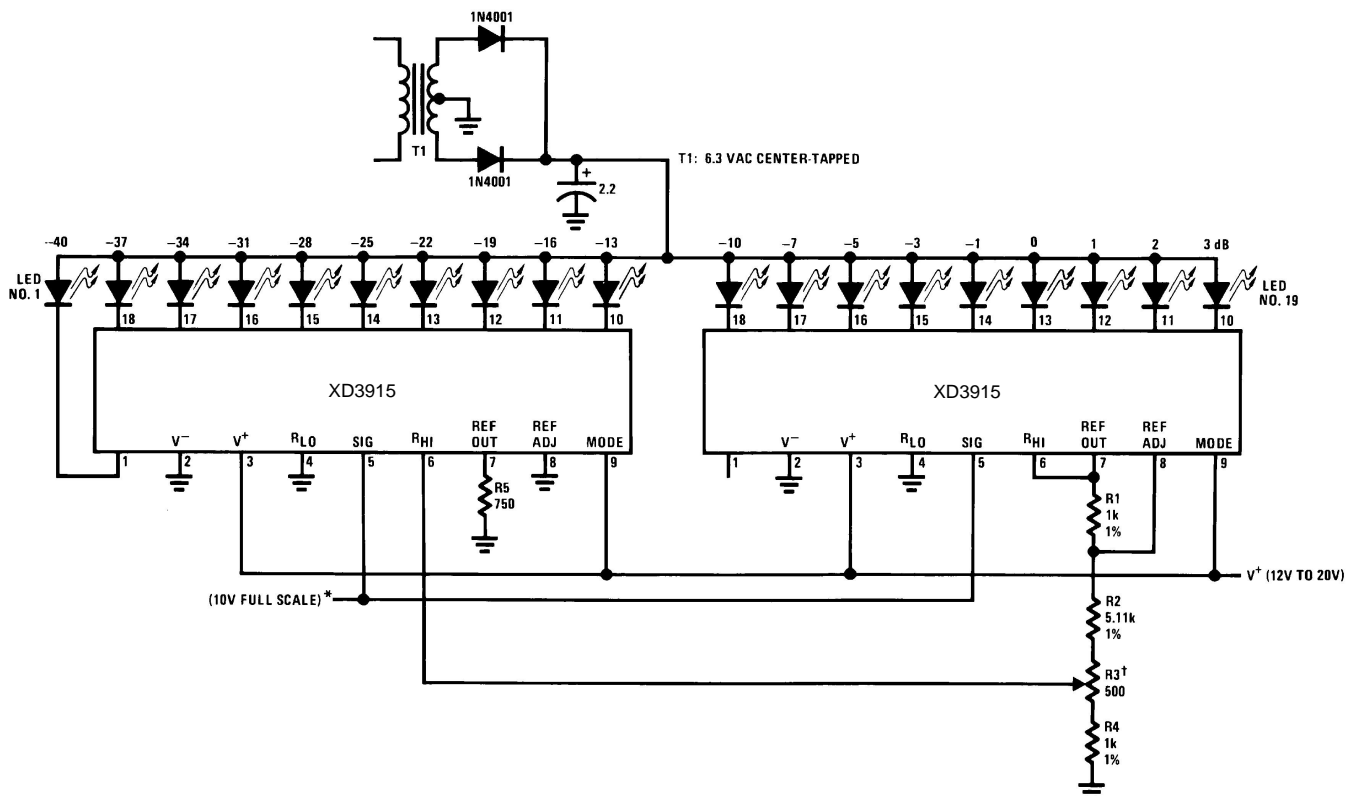 1N4001
T1
1N4001
T1: 6.3 VAC CENTER-TAPPED
+
2.2
−40 −37 −34 −31 −28 −25 −22 −19 −16 −13 −10 −7 −5 −3 −1 0 1 2 3 dB
LED NO. 1
LED NO. 19
18 17 16 15 14 13 12 11 10
18 17 16 15 14 13 12 11 10
XD3915
XD3915
V− V+ RLO SIG RHI REF OUT REF ADJ MODE
1 2 3 4 5 6 7 8 9
V− V+ RLO SIG RHI REF OUT REF ADJ MODE
1 2 3 4 5 6 7 8 9
R5
750
R1
1k
1%
V+ (12V TO 20V)
(10V FULL SCALE)*
R2
5.11k
1%
R3†
500
R4
1k
1%